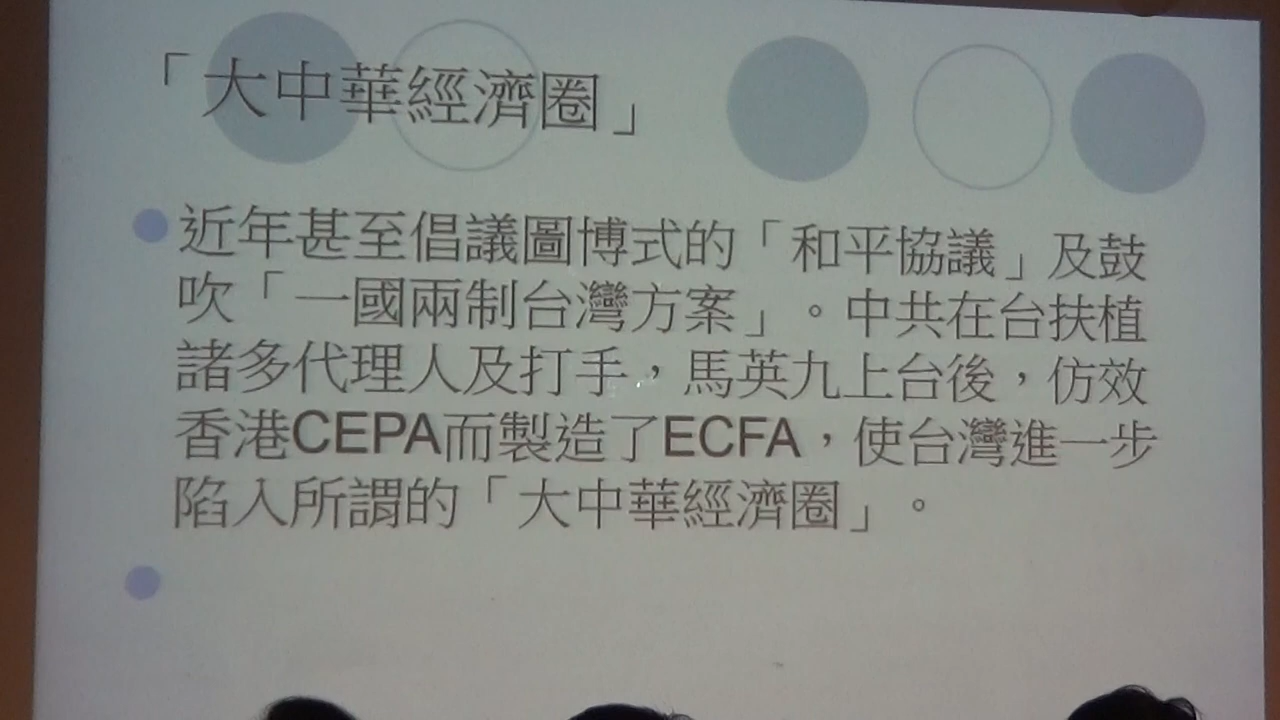 「大中華經濟圈」
近年甚至倡議圖博式的「和平協議」及鼓
吹「一國兩制台灣方案」。中共在台扶植
諸多代理人及打手，馬英九上台後，仿效
香港CEPA而製造了ECFA，使台灣進一步
陷入所謂的「大中華經濟圈」。